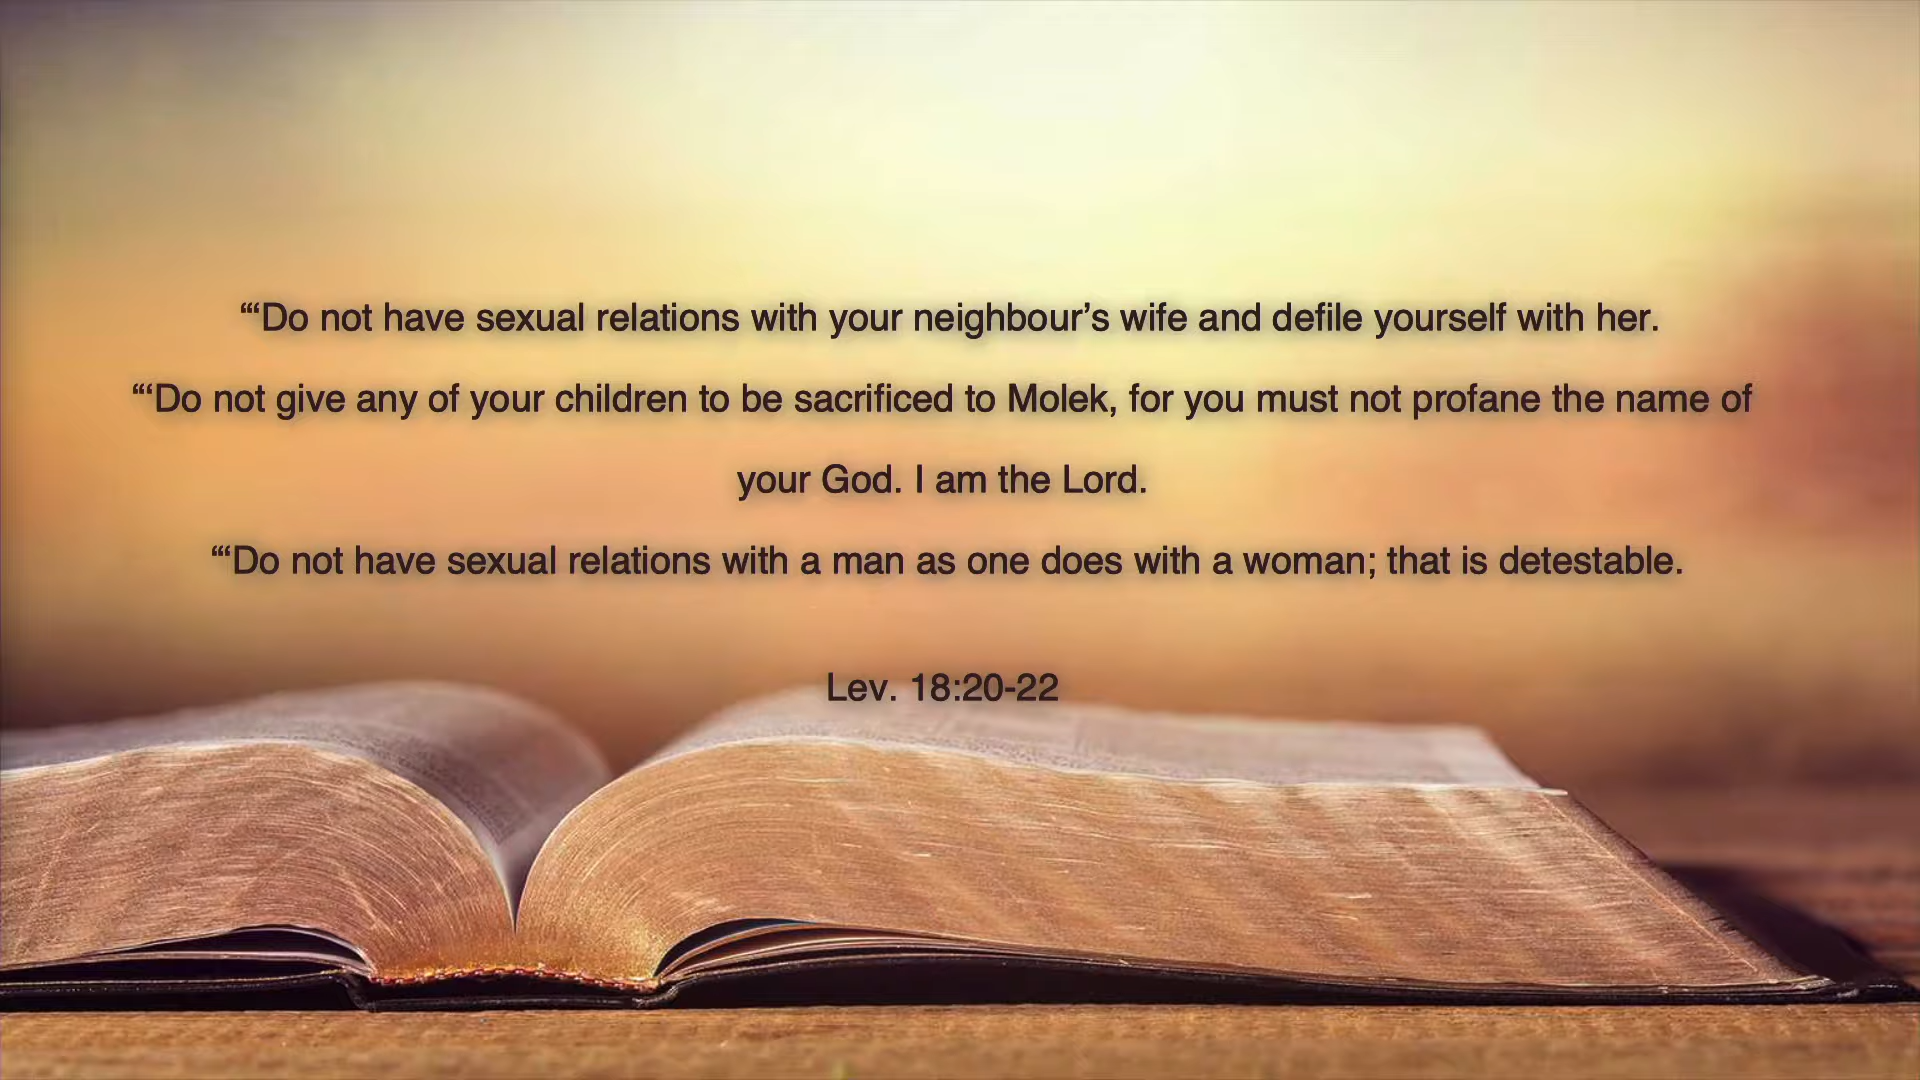 “‘Do not have sexual relations with your neighbour’s wife and defile yourself with her.
“‘Do not give any of your children to be sacrificed to Molek, for you must not profane the name of
your God. I am the Lord.
“‘Do not have sexual relations with a man as one does with a woman; that is detestable.
Lev. 18:20-22